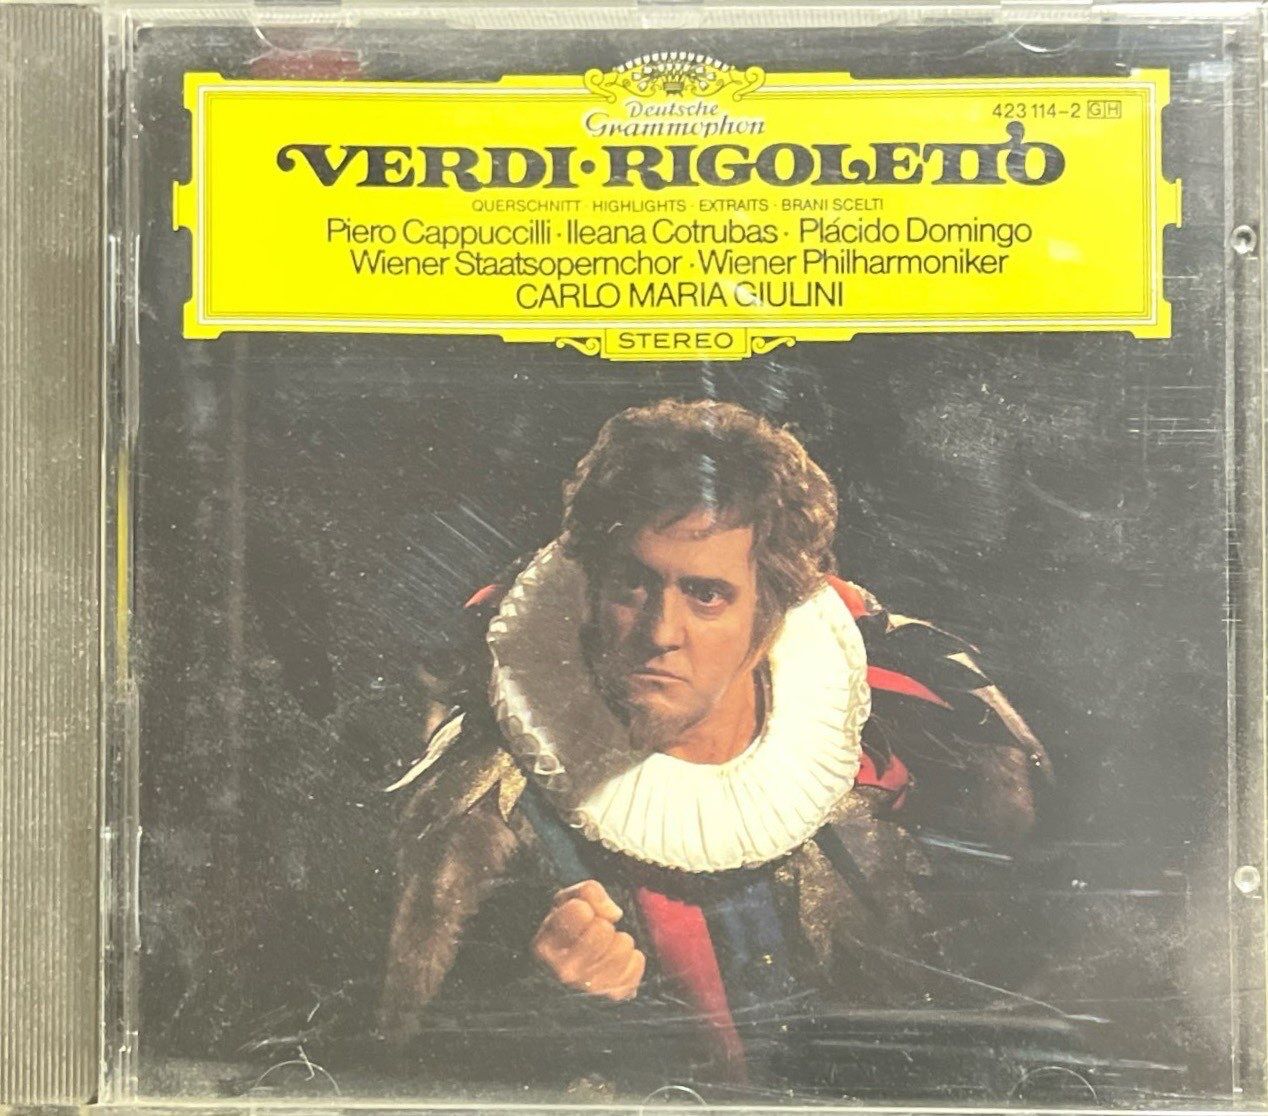 Deutsche
Grammophon
423 114-2 GH
VERDI · RIGOLETTO
QUERSCHNITT · HIGHLIGHTS · EXTRAITS · BRANI SCELTI
Piero Cappuccilli · Ileana Cotrubas · Plácido Domingo
Wiener Staatsopernchor · Wiener Philharmoniker
CARLO MARIA GIULINI
STEREO